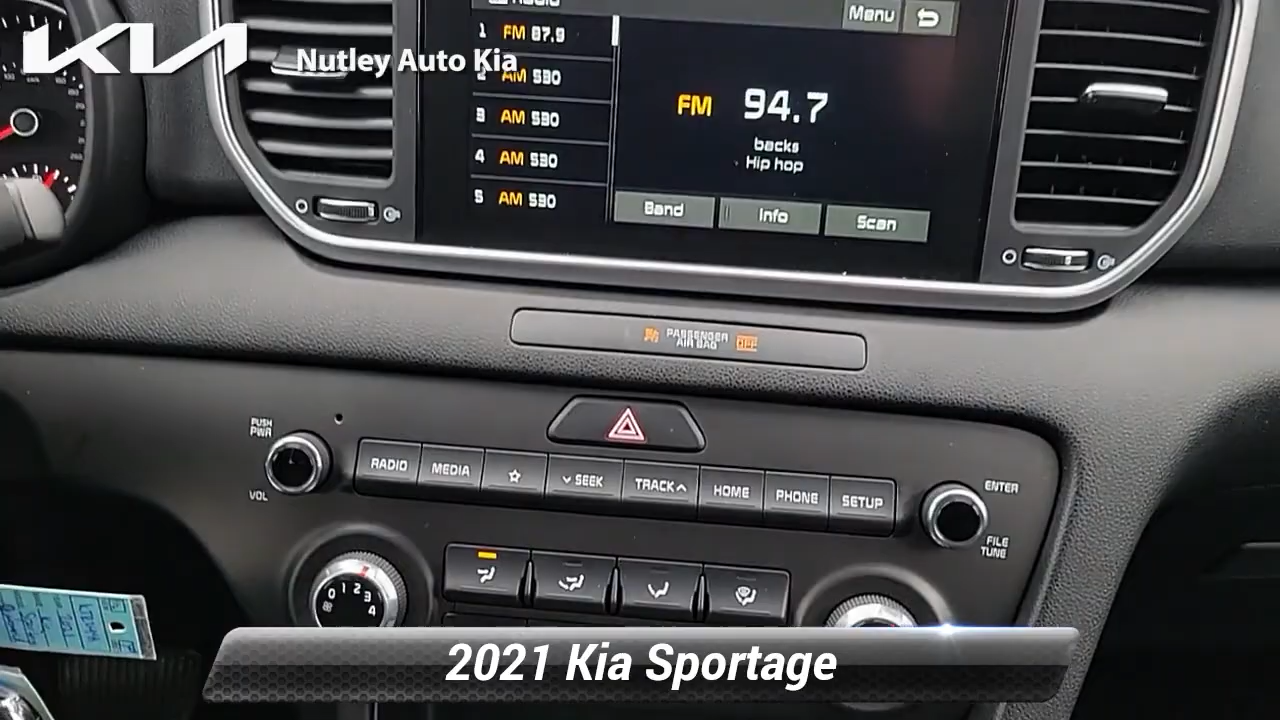 KIA
Nutley Auto Kia
Radio
Menu
1 FM 87.9
2 AM 530
3 AM 530
4 AM 530
5 AM 530
FM 94.7
backs
Hip hop
Band
Info
Scan
PASSENGER
AIR BAG
OFF
PUSH
PWR
VOL
RADIO
MEDIA
SEEK
TRACK
HOME
PHONE
SETUP
ENTER
FILE
TUNE
0 1 2 3 4
2021 Kia Sportage